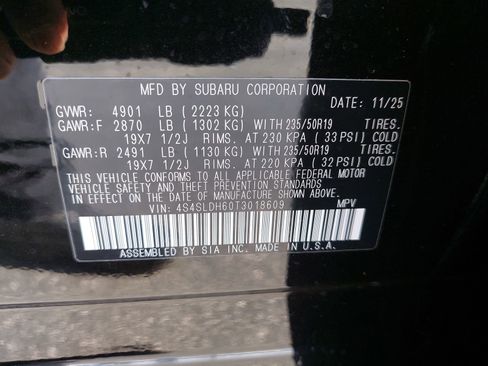 MFD BY SUBARU CORPORATION
DATE: 11/25
GVWR: 4901 LB (2223 KG)
GAWR:F 2870 LB (1302 KG) WITH 235/50R19 TIRES.
19X7 1/2J RIMS. AT 230 KPA (33 PSI) COLD
GAWR:R 2491 LB (1130 KG) WITH 235/50R19 TIRES.
19X7 1/2J RIMS. AT 220 KPA (32 PSI) COLD
THIS VEHICLE CONFORMS TO ALL APPLICABLE FEDERAL MOTOR
VEHICLE SAFETY AND THEFT PREVENTION STANDARDS
IN EFFECT ON THE DATE OF MANUFACTURE SHOWN ABOVE.
VIN: 4S4SLDH60T3018609 MPV
ASSEMBLED BY SIA INC. MADE IN U.S.A.